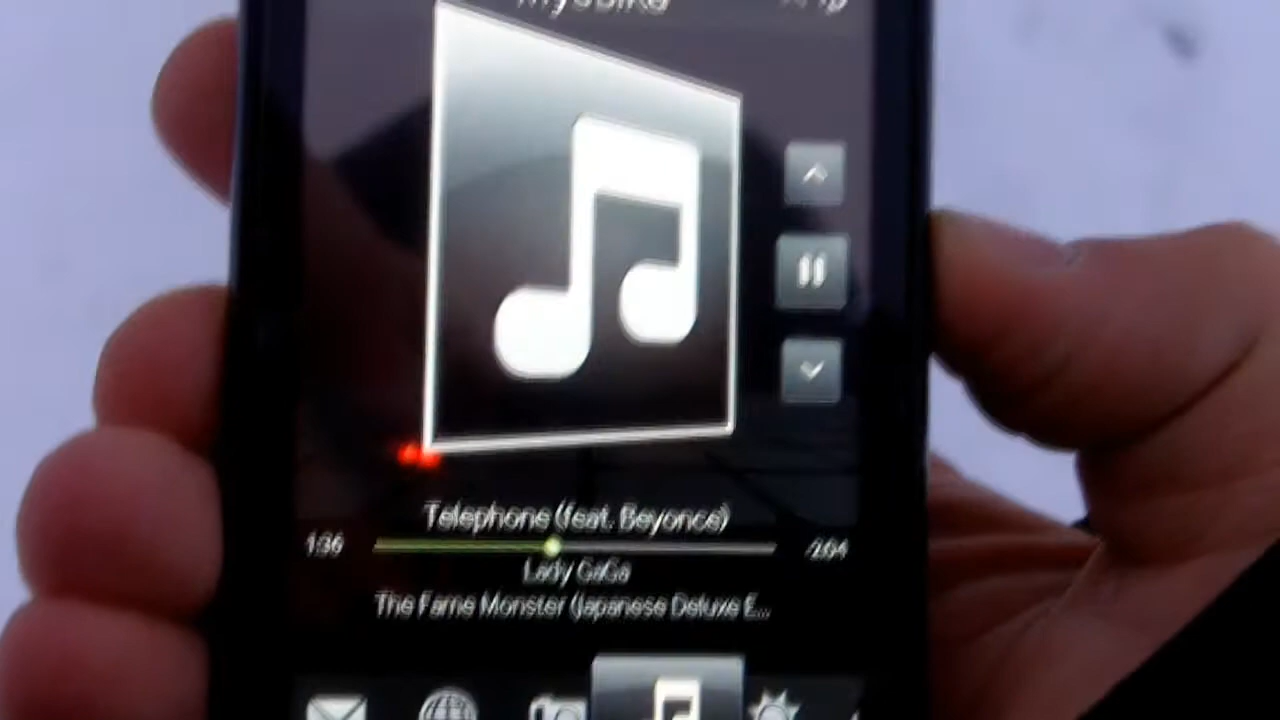 Telephone (feat. Beyonce)
1:36
-2:04
Lady GaGa
The Fame Monster (Japanese Deluxe E...